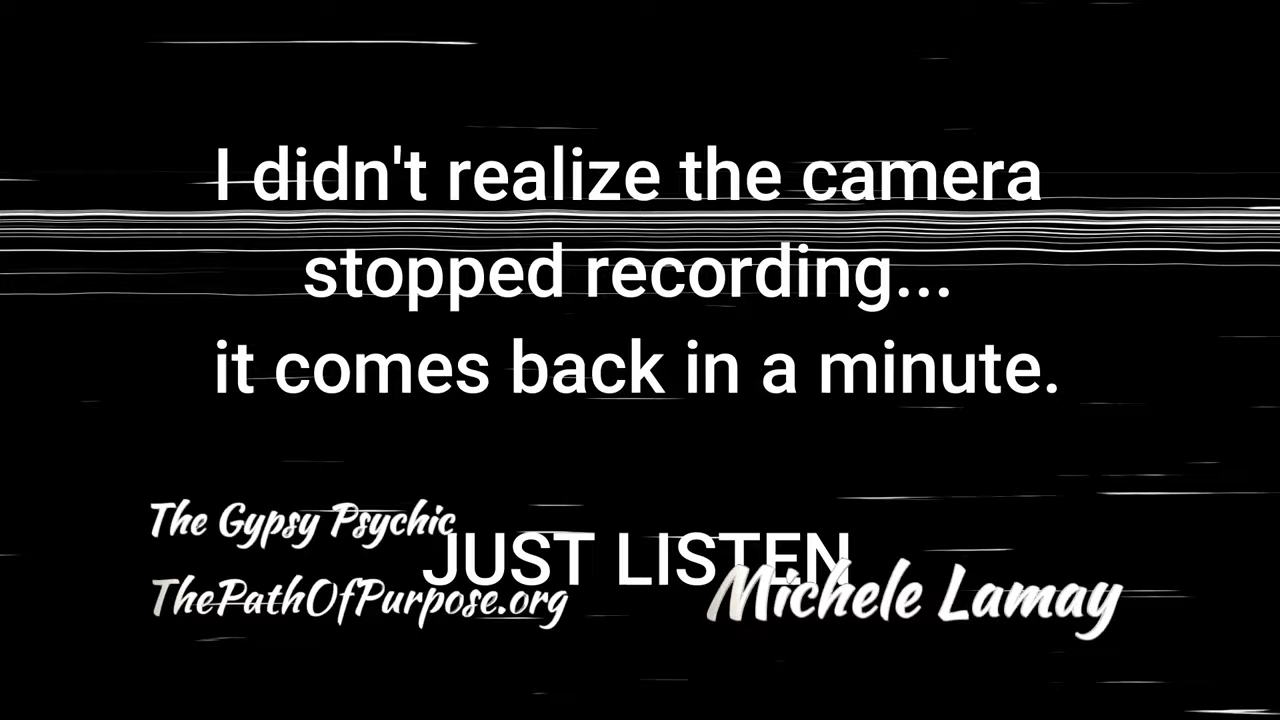 I didn't realize the camera
stopped recording...
it comes back in a minute.
The Gypsy Psychic
JUST LISTEN
ThePathOfPurpose.org
Michele Lamay